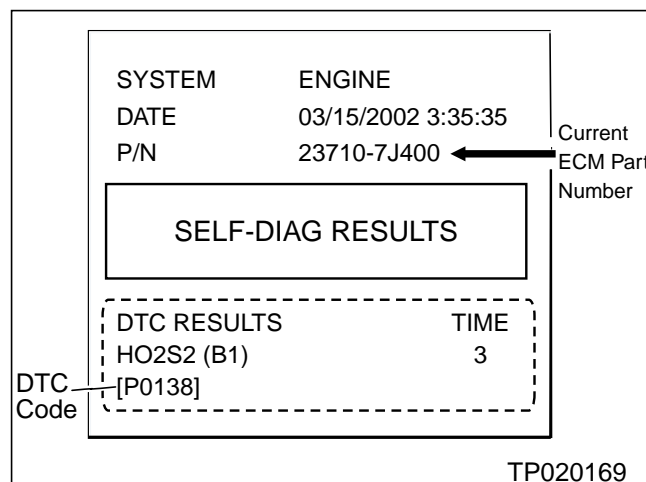 SYSTEM ENGINE
DATE 03/15/2002 3:35:35
P/N 23710-7J400
Current
ECM Part
Number
SELF-DIAG RESULTS
DTC RESULTS TIME
HO2S2 (B1) 3
[P0138]
DTC
Code
TP020169